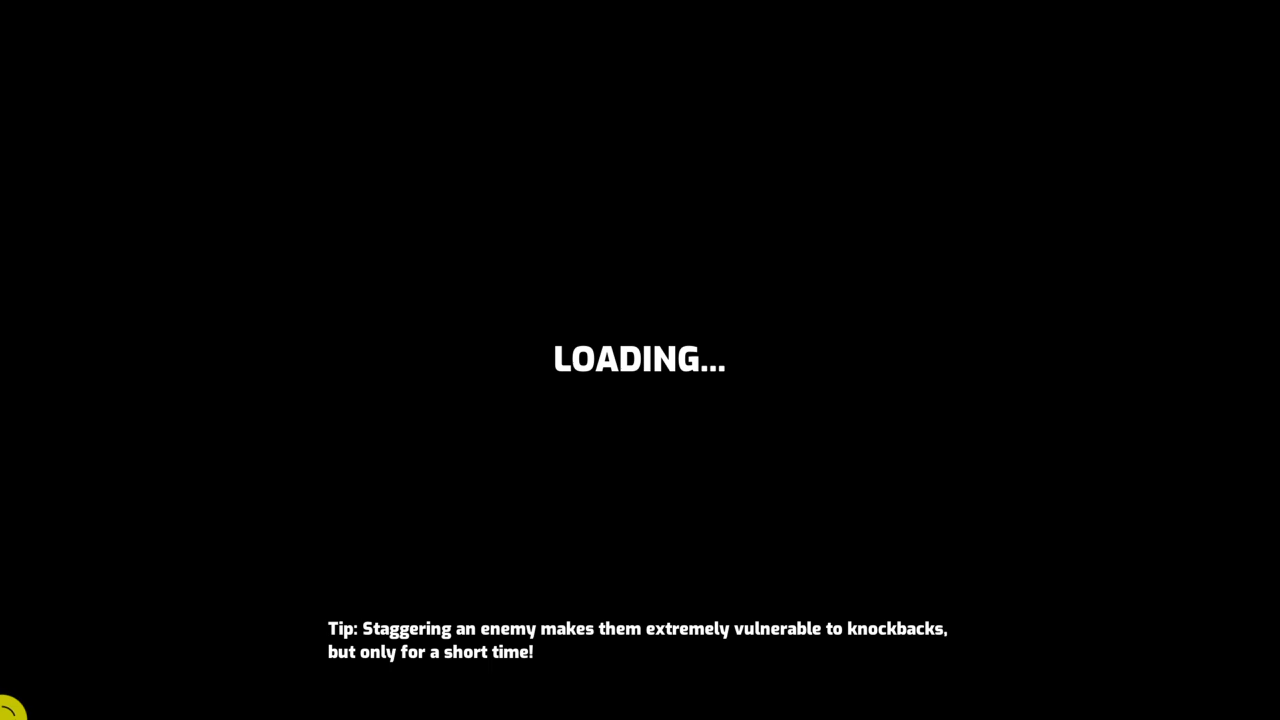 LOADING...
Tip: Staggering an enemy makes them extremely vulnerable to knockbacks,
but only for a short time!